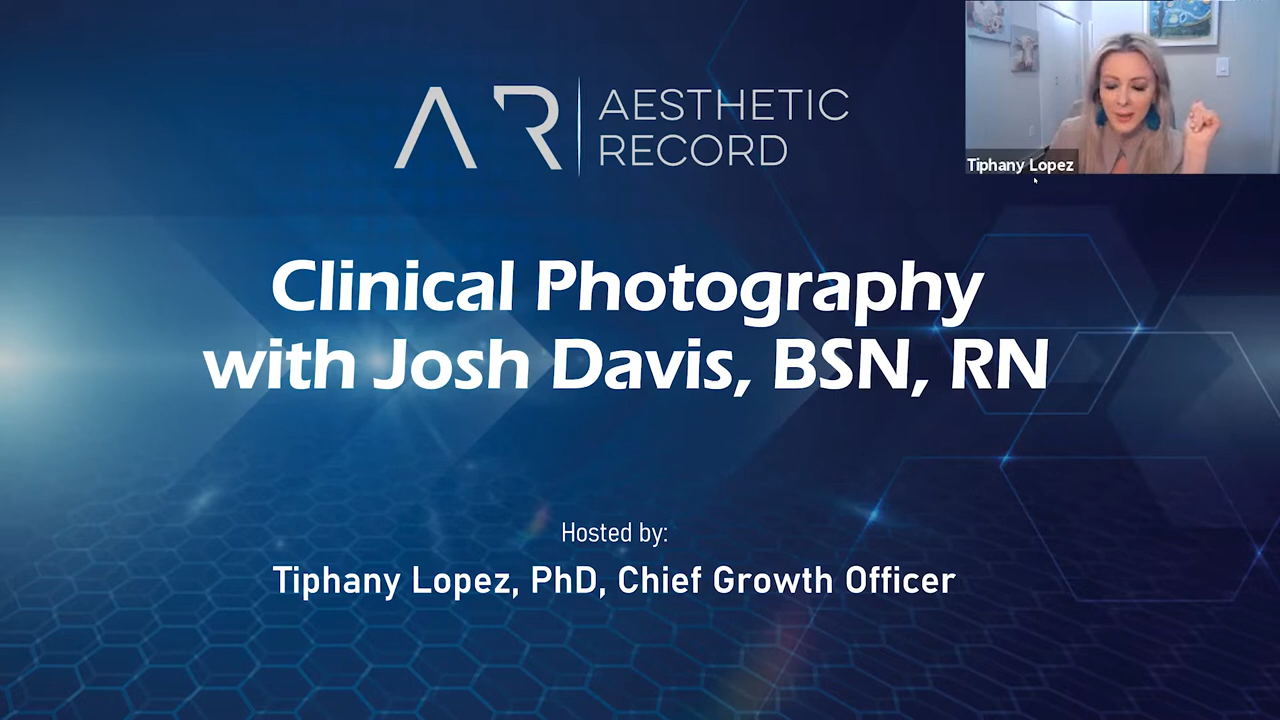 AR AESTHETIC
RECORD
Tiphany Lopez
Clinical Photography
with Josh Davis, BSN, RN
Hosted by:
Tiphany Lopez, PhD, Chief Growth Officer